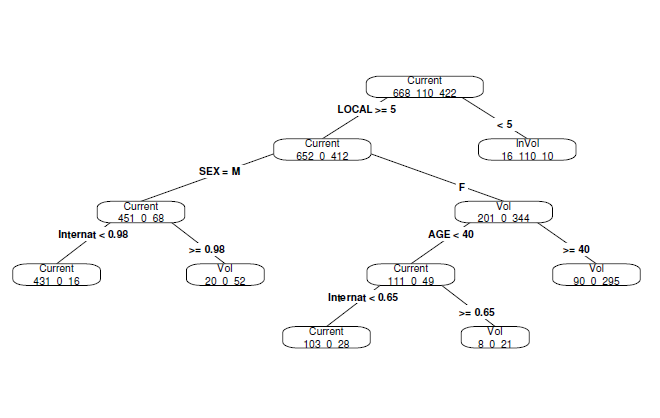 Current
668 110 422
LOCAL >= 5
< 5
Current
652 0 412
InVol
16 110 10
SEX = M
F
Current
451 0 68
Vol
201 0 344
Internat < 0.98
>= 0.98
AGE < 40
>= 40
Current
431 0 16
Vol
20 0 52
Current
111 0 49
Vol
90 0 295
Internat < 0.65
>= 0.65
Current
103 0 28
Vol
8 0 21